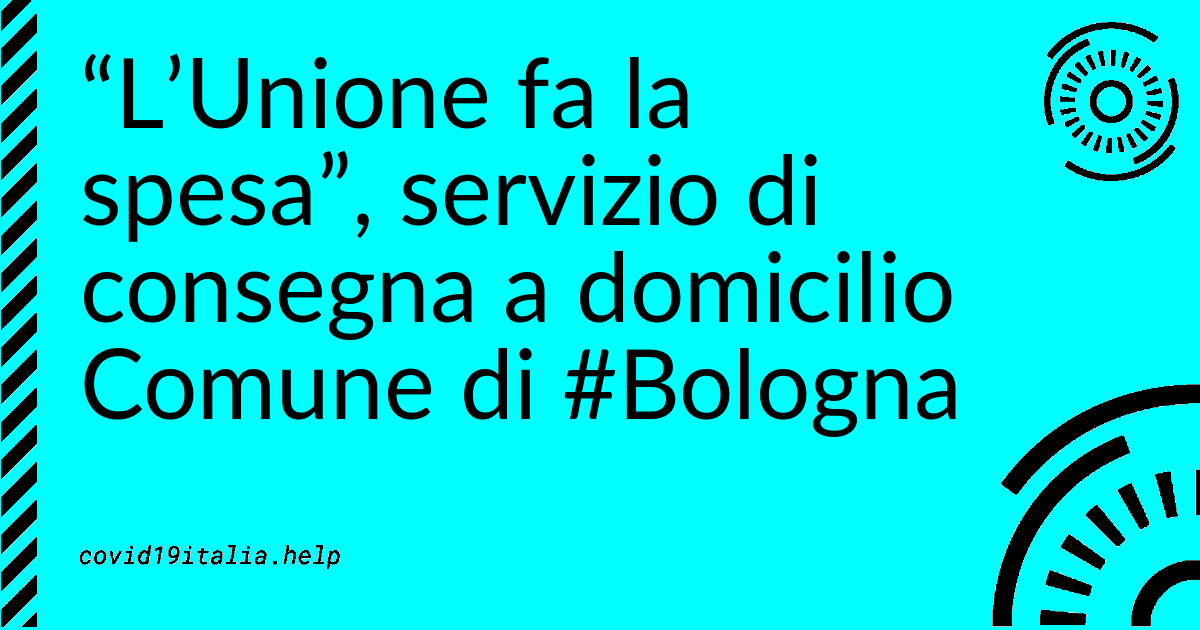 “L’Unione fa la
spesa”, servizio di
consegna a domicilio
Comune di #Bologna
covid19italia.help